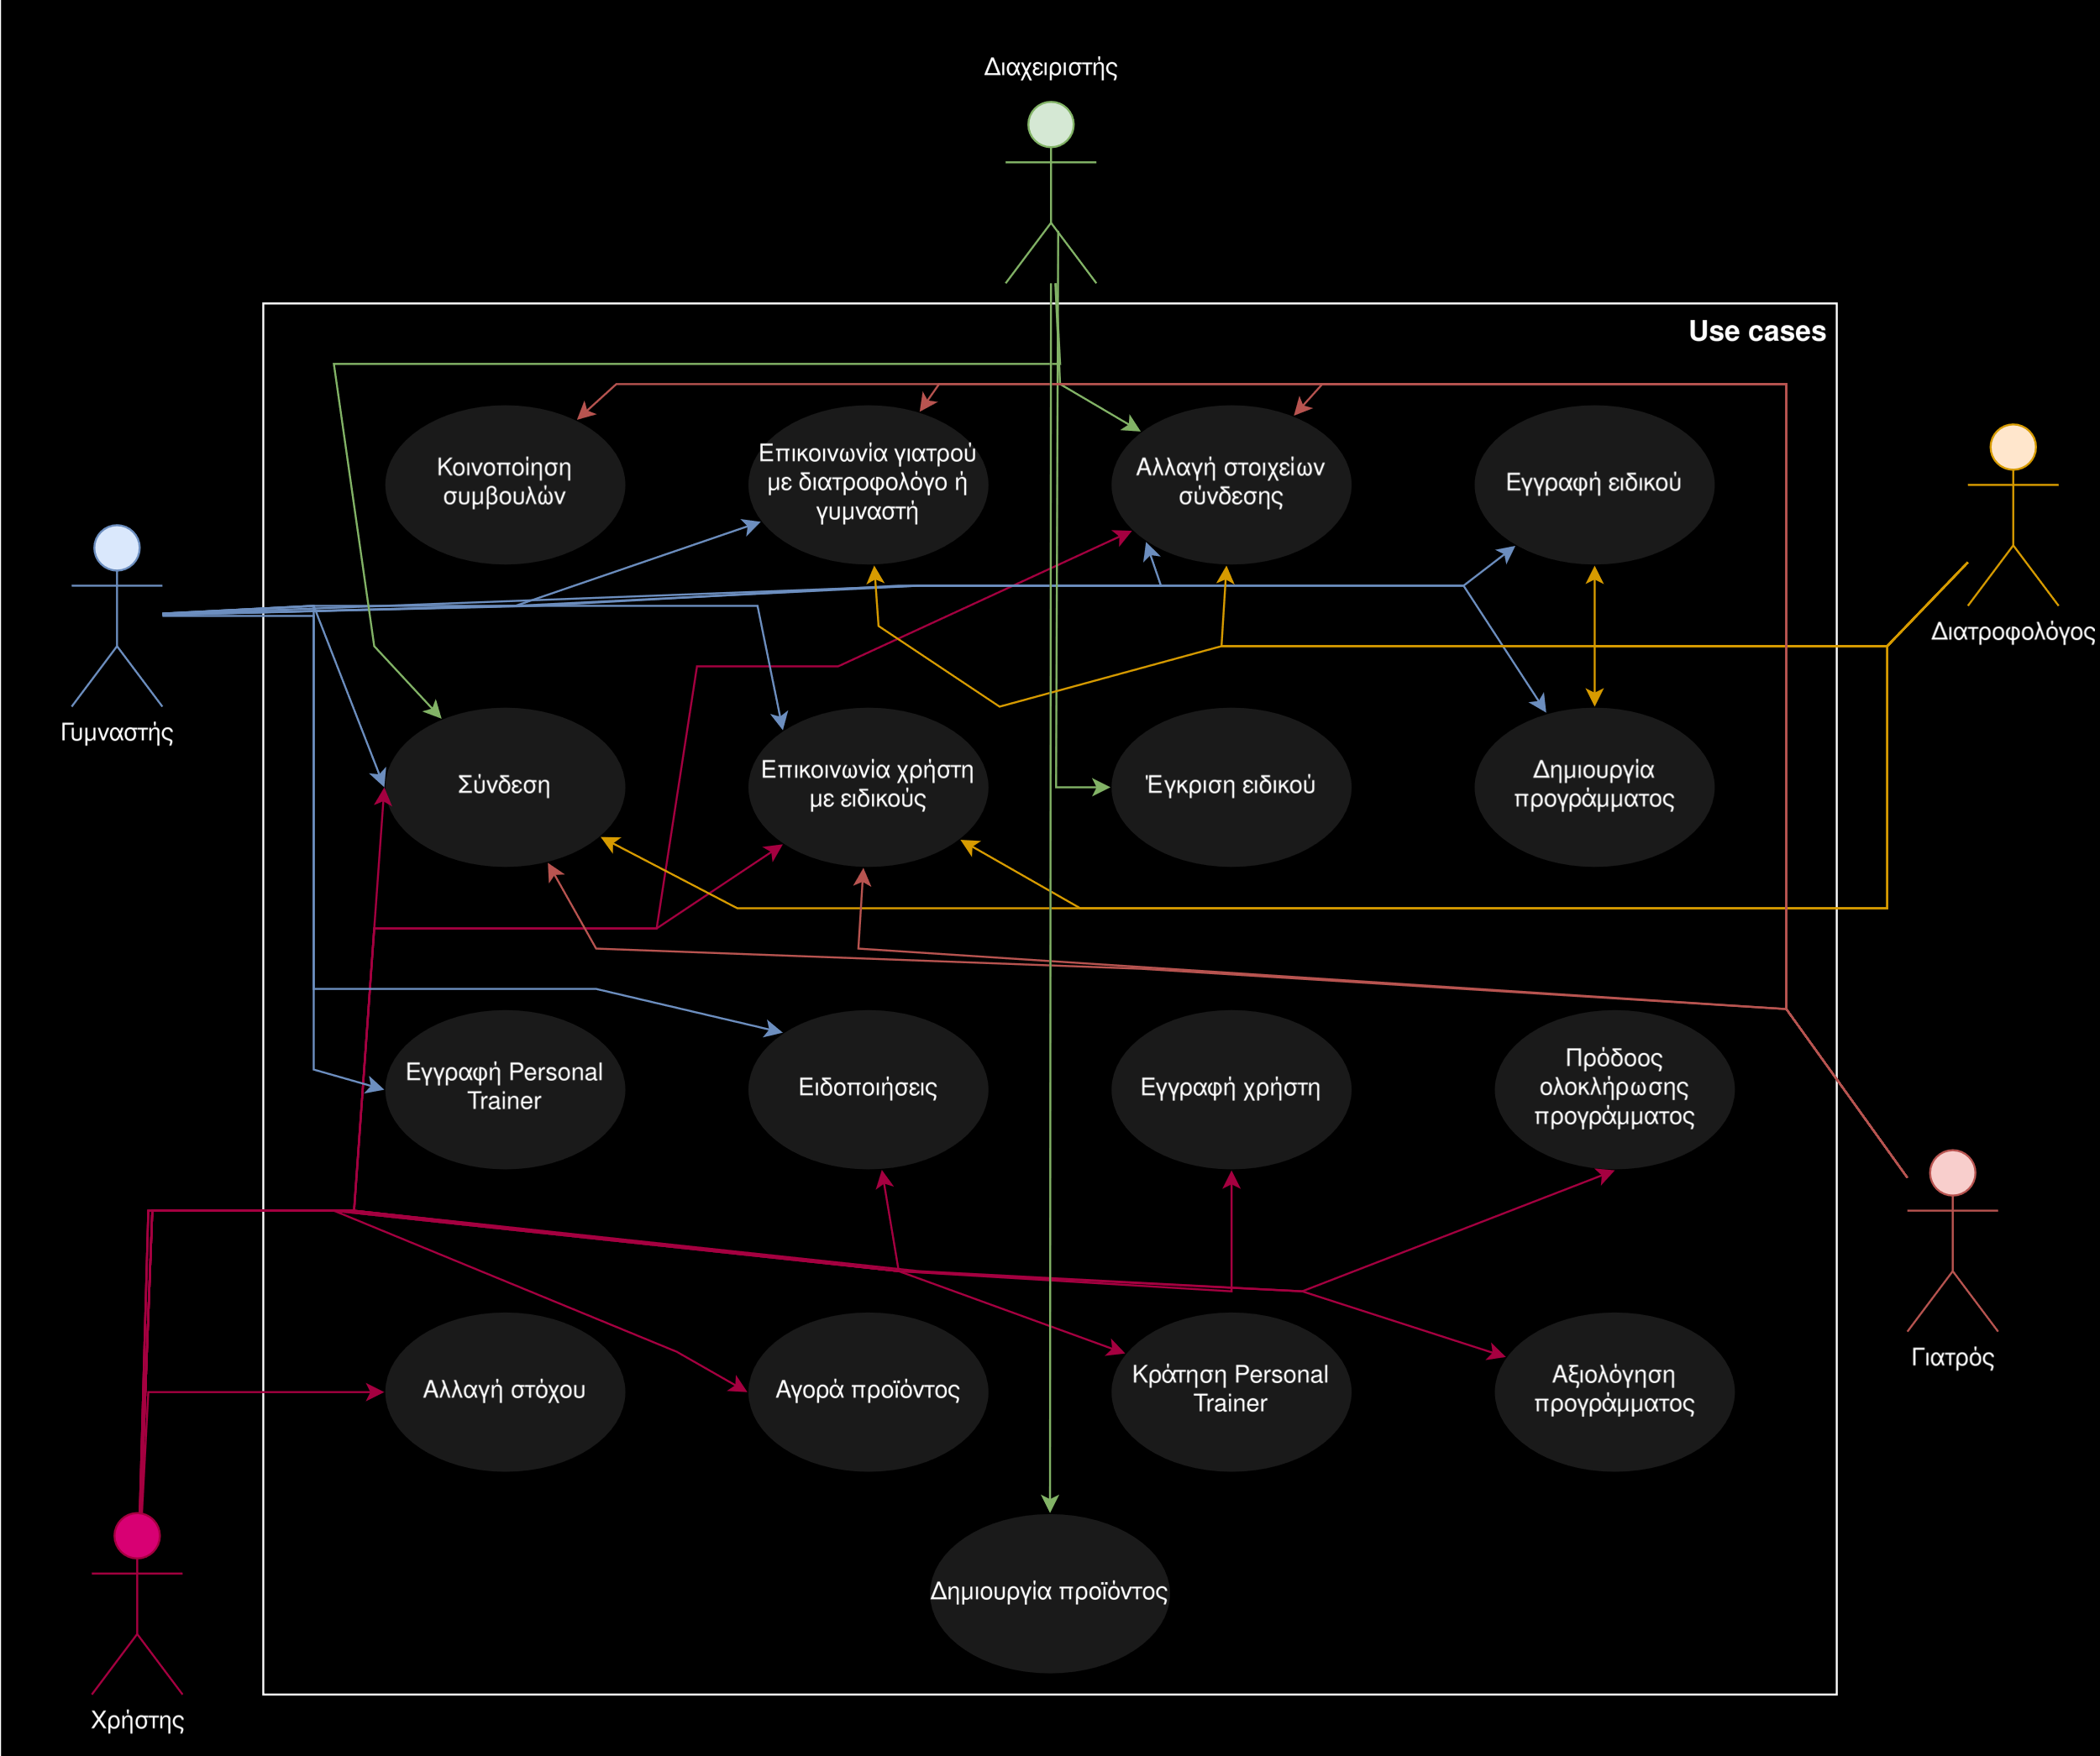 Διαχειριστής
Use cases
Κοινοποίηση
συμβουλών
Επικοινωνία γιατρού
με διατροφολόγο ή
γυμναστή
Αλλαγή στοιχείων
σύνδεσης
Εγγραφή ειδικού
Διατροφολόγος
Γυμναστής
Σύνδεση
Επικοινωνία χρήστη
με ειδικούς
Έγκριση ειδικού
Δημιουργία
προγράμματος
Εγγραφή Personal
Trainer
Ειδοποιήσεις
Εγγραφή χρήστη
Πρόδοος
ολοκλήρωσης
προγράμματος
Γιατρός
Αλλαγή στόχου
Αγορά προϊόντος
Κράτηση Personal
Trainer
Αξιολόγηση
προγράμματος
Δημιουργία προϊόντος
Χρήστης